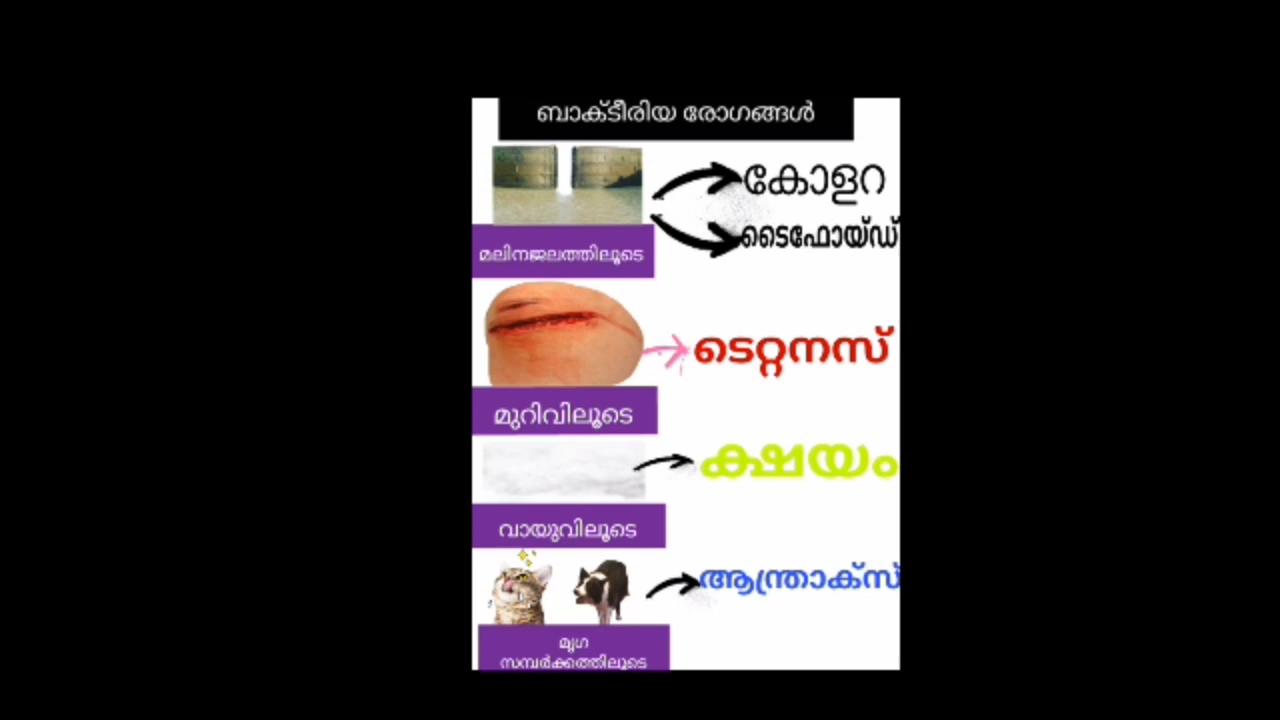 ബാക്ടീരിയ രോഗങ്ങൾ
കോളറ
ടൈഫോയ്ഡ്
മലിനജലത്തിലൂടെ
ടെറ്റനസ്
മുറിവിലൂടെ
ക്ഷയം
വായുവിലൂടെ
ആന്ത്രാക്സ്
മൃഗ
സമ്പർക്കത്തിലൂടെ